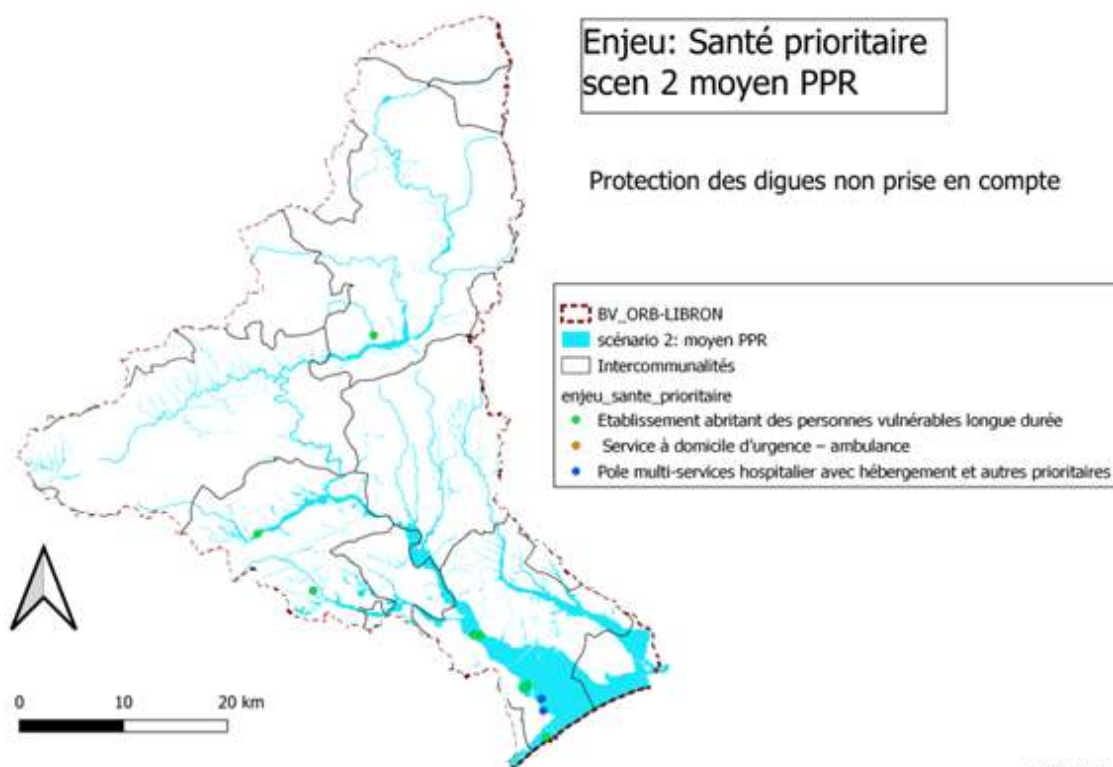 Enjeu: Santé prioritaire
scen 2 moyen PPR
Protection des digues non prise en compte
BV_ORB-LIBRON
scénario 2: moyen PPR
Intercommunalités
enjeu_sante_prioritaire
Etablissement abritant des personnes vulnérables longue durée
Service à domicile d'urgence – ambulance
Pole multi-services hospitalier avec hébergement et autres prioritaires
0 10 20 km